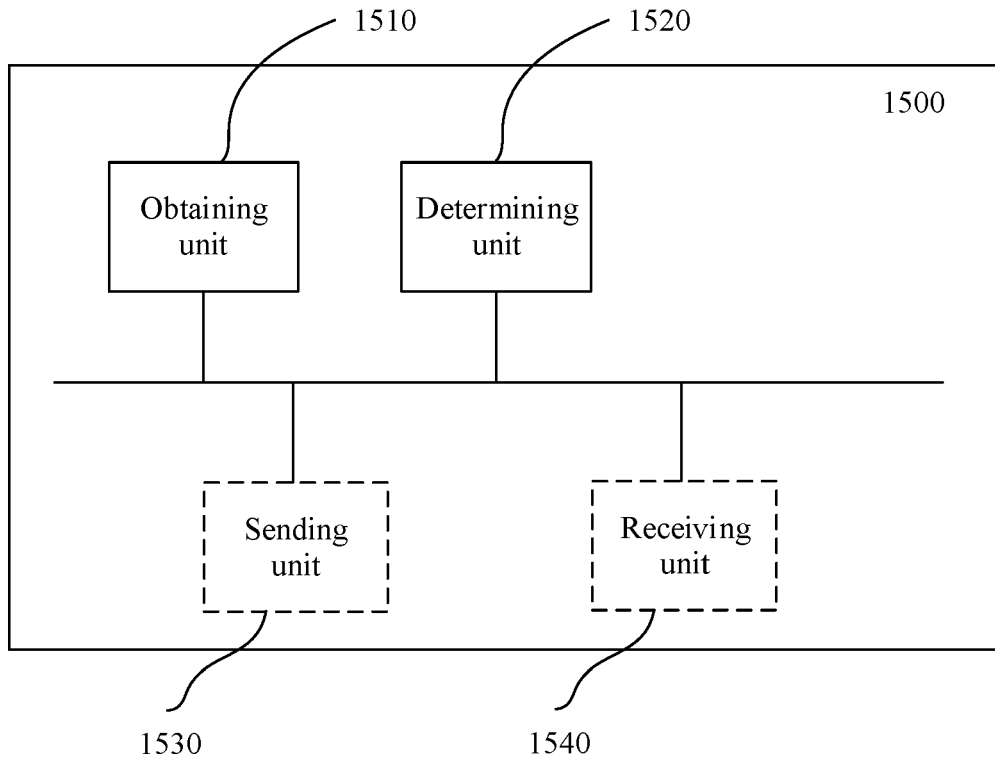 1510
1520
1500
Obtaining
unit
Determining
unit
Sending
unit
Receiving
unit
1530
1540